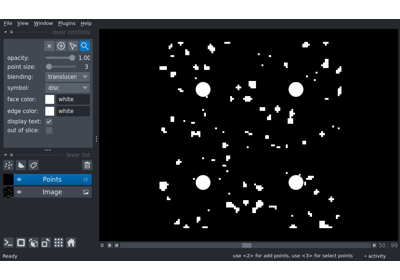 File View Window Plugins Help
layer controls
opacity: 1.00
point size: 3
blending: translucen
symbol: disc
face color: white
edge color: white
display text:
out of slice:
layer list
Points
Image
0 50 99
Ready use <2> for add points, use <3> for select points activity